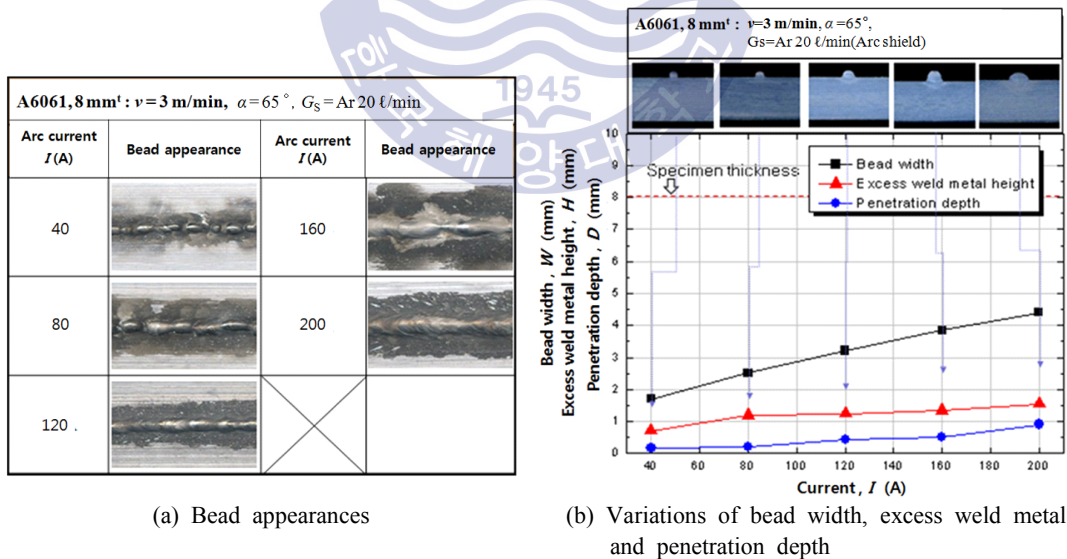 A6061, 8 mmᵗ : v = 3 m/min, α = 65 °, G_S = Ar 20 ℓ/min
Arc current I (A)
Bead appearance
Arc current I (A)
Bead appearance
40
160
80
200
120 .
(a) Bead appearances
A6061, 8 mmᵗ : v=3 m/min, α=65°,
Gs=Ar 20 ℓ/min(Arc shield)
Bead width , W (mm)
Excess weld metal height , H (mm)
Penetration depth , D (mm)
10
9
8
7
6
5
4
3
2
1
0
Specimen thickness
Bead width
Excess weld metal height
Penetration depth
40 60 80 100 120 140 160 180 200
Current , I (A)
(b) Variations of bead width, excess weld metal
and penetration depth
1945
해양대